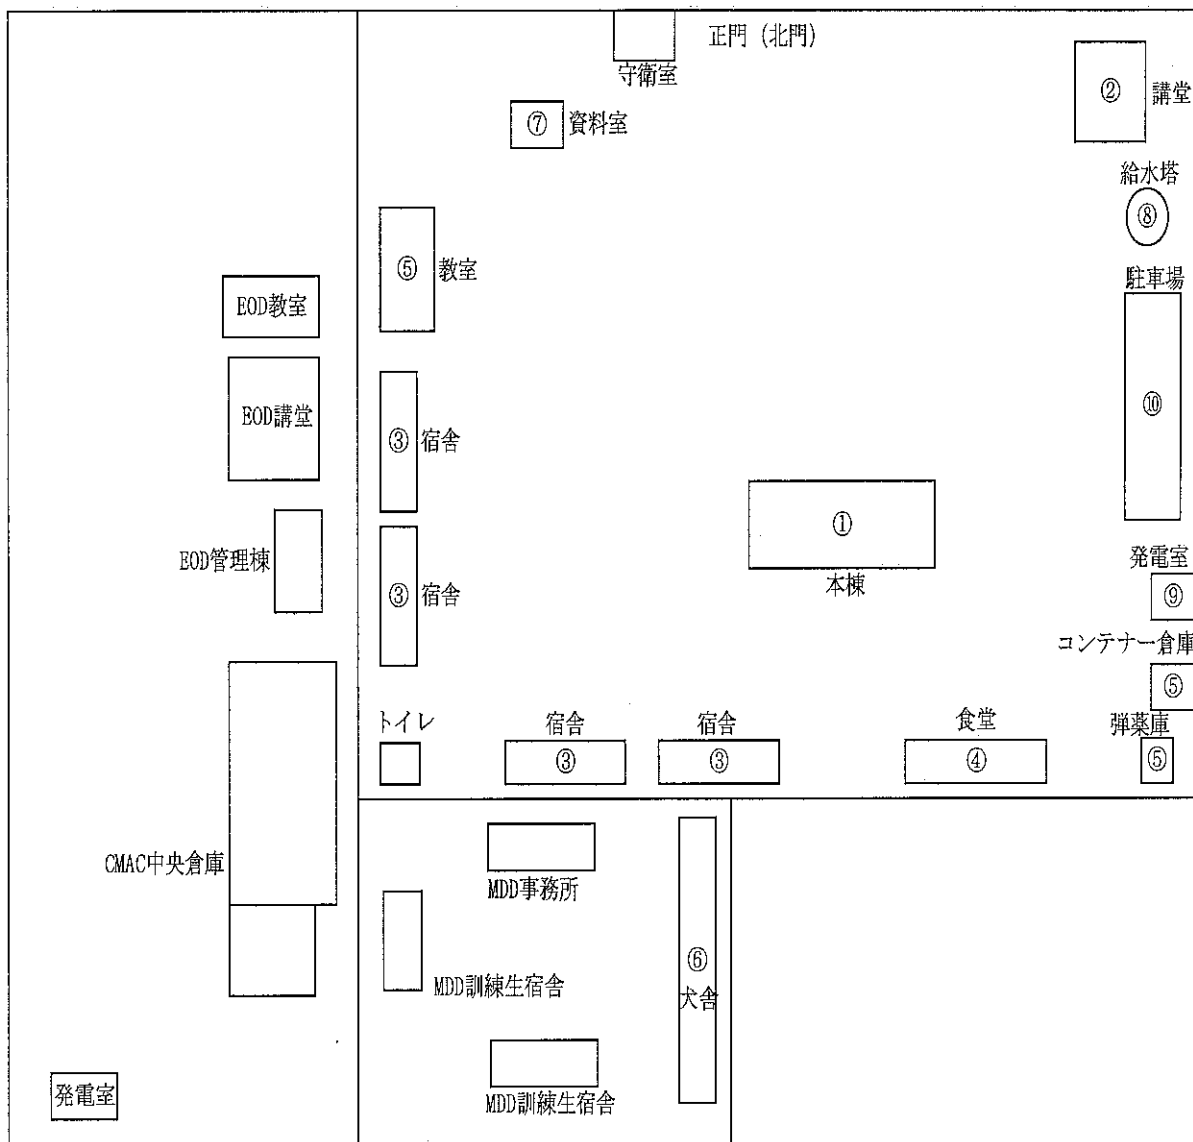 正門 (北門)
守衛室
② 講堂
⑦ 資料室
給水塔
⑧
⑤ 教室
駐車場
EOD教室
⑩
EOD講堂
③ 宿舎
①
本棟
EOD管理棟
③ 宿舎
発電室
⑨
コンテナー倉庫
⑤
トイレ
宿舎
③
宿舎
③
食堂
④
弾薬庫
⑤
CMAC中央倉庫
MDD事務所
⑥
犬舎
MDD訓練生宿舎
MDD訓練生宿舎
発電室